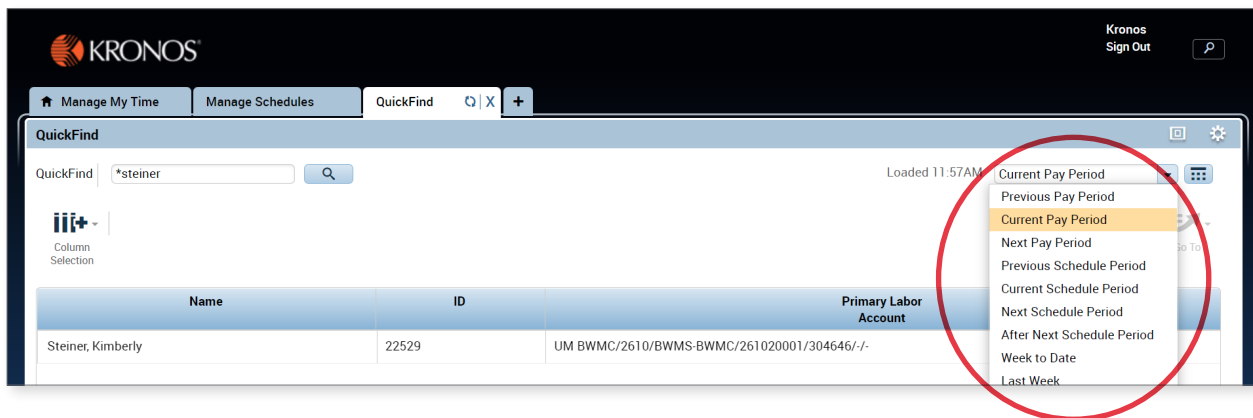 KRONOS
Kronos
Sign Out
Manage My Time
Manage Schedules
QuickFind
X
+
QuickFind
QuickFind
*steiner
Loaded 11:57AM
Current Pay Period
Previous Pay Period
Current Pay Period
Next Pay Period
Previous Schedule Period
Current Schedule Period
Next Schedule Period
After Next Schedule Period
Week to Date
Last Week
Column
Selection
Go To
Name
ID
Primary Labor
Account
Steiner, Kimberly
22529
UM BWMC/2610/BWMS-BWMC/261020001/304646/-/-